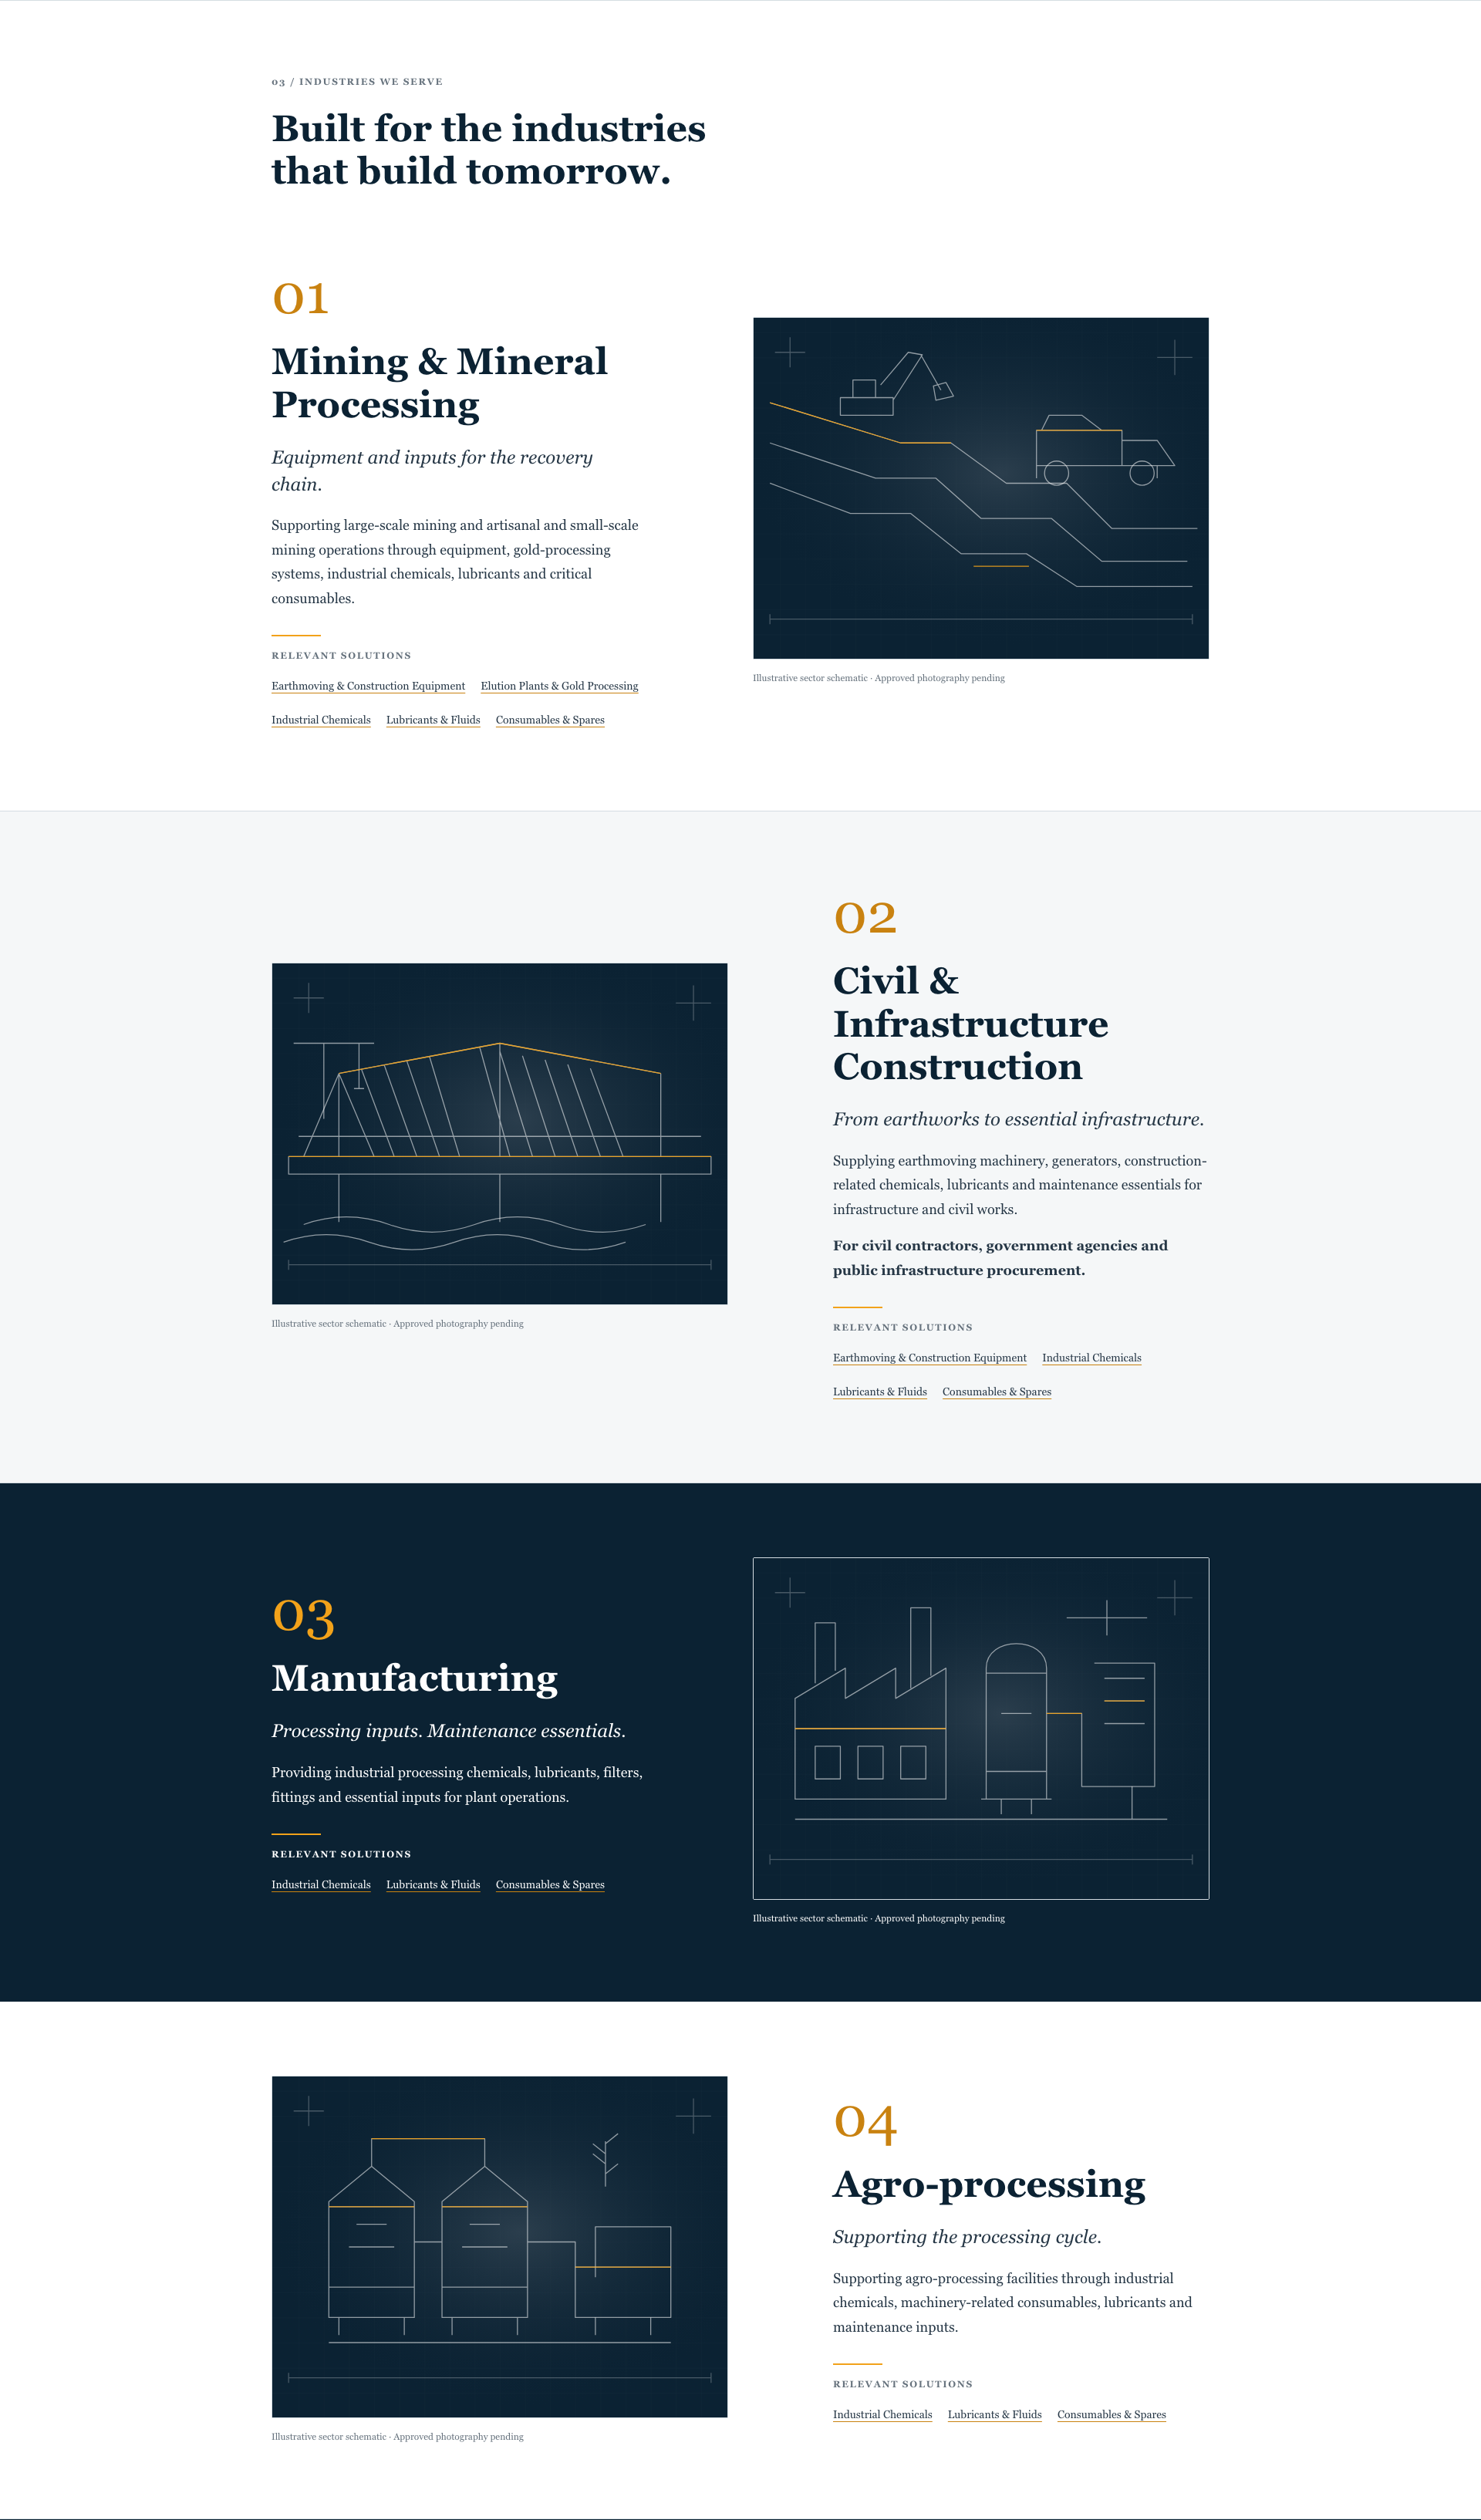 03 / INDUSTRIES WE SERVE
Built for the industries
that build tomorrow.
01
Mining & Mineral
Processing
Equipment and inputs for the recovery
chain.
Supporting large-scale mining and artisanal and small-scale
mining operations through equipment, gold-processing
systems, industrial chemicals, lubricants and critical
consumables.
RELEVANT SOLUTIONS
Earthmoving & Construction Equipment Elution Plants & Gold Processing
Industrial Chemicals Lubricants & Fluids Consumables & Spares
Illustrative sector schematic · Approved photography pending
02
Civil &
Infrastructure
Construction
From earthworks to essential infrastructure.
Supplying earthmoving machinery, generators, construction-
related chemicals, lubricants and maintenance essentials for
infrastructure and civil works.
For civil contractors, government agencies and
public infrastructure procurement.
RELEVANT SOLUTIONS
Earthmoving & Construction Equipment Industrial Chemicals
Lubricants & Fluids Consumables & Spares
Illustrative sector schematic · Approved photography pending
03
Manufacturing
Processing inputs. Maintenance essentials.
Providing industrial processing chemicals, lubricants, filters,
fittings and essential inputs for plant operations.
RELEVANT SOLUTIONS
Industrial Chemicals Lubricants & Fluids Consumables & Spares
Illustrative sector schematic · Approved photography pending
04
Agro-processing
Supporting the processing cycle.
Supporting agro-processing facilities through industrial
chemicals, machinery-related consumables, lubricants and
maintenance inputs.
RELEVANT SOLUTIONS
Industrial Chemicals Lubricants & Fluids Consumables & Spares
Illustrative sector schematic · Approved photography pending